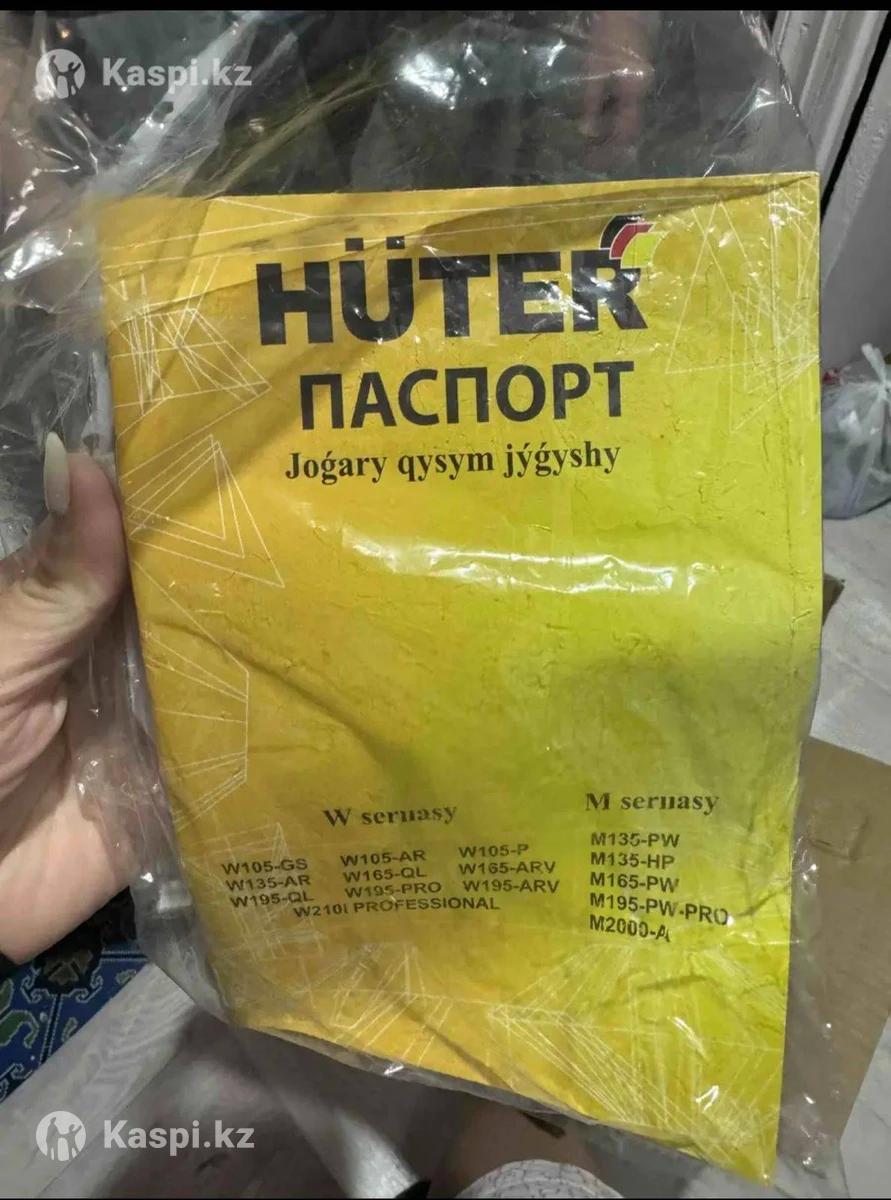 Kaspi.kz
HÜTER
ПАСПОРТ
Joǵary qysym jýǵyshy
W serııasy
W105-GS W105-AR W105-P
W135-AR W165-QL W165-ARV
W195-QL W195-PRO W195-ARV
W210i PROFESSIONAL
M serııasy
M135-PW
M135-HP
M165-PW
M195-PW-PRO
M2000-A
Kaspi.kz